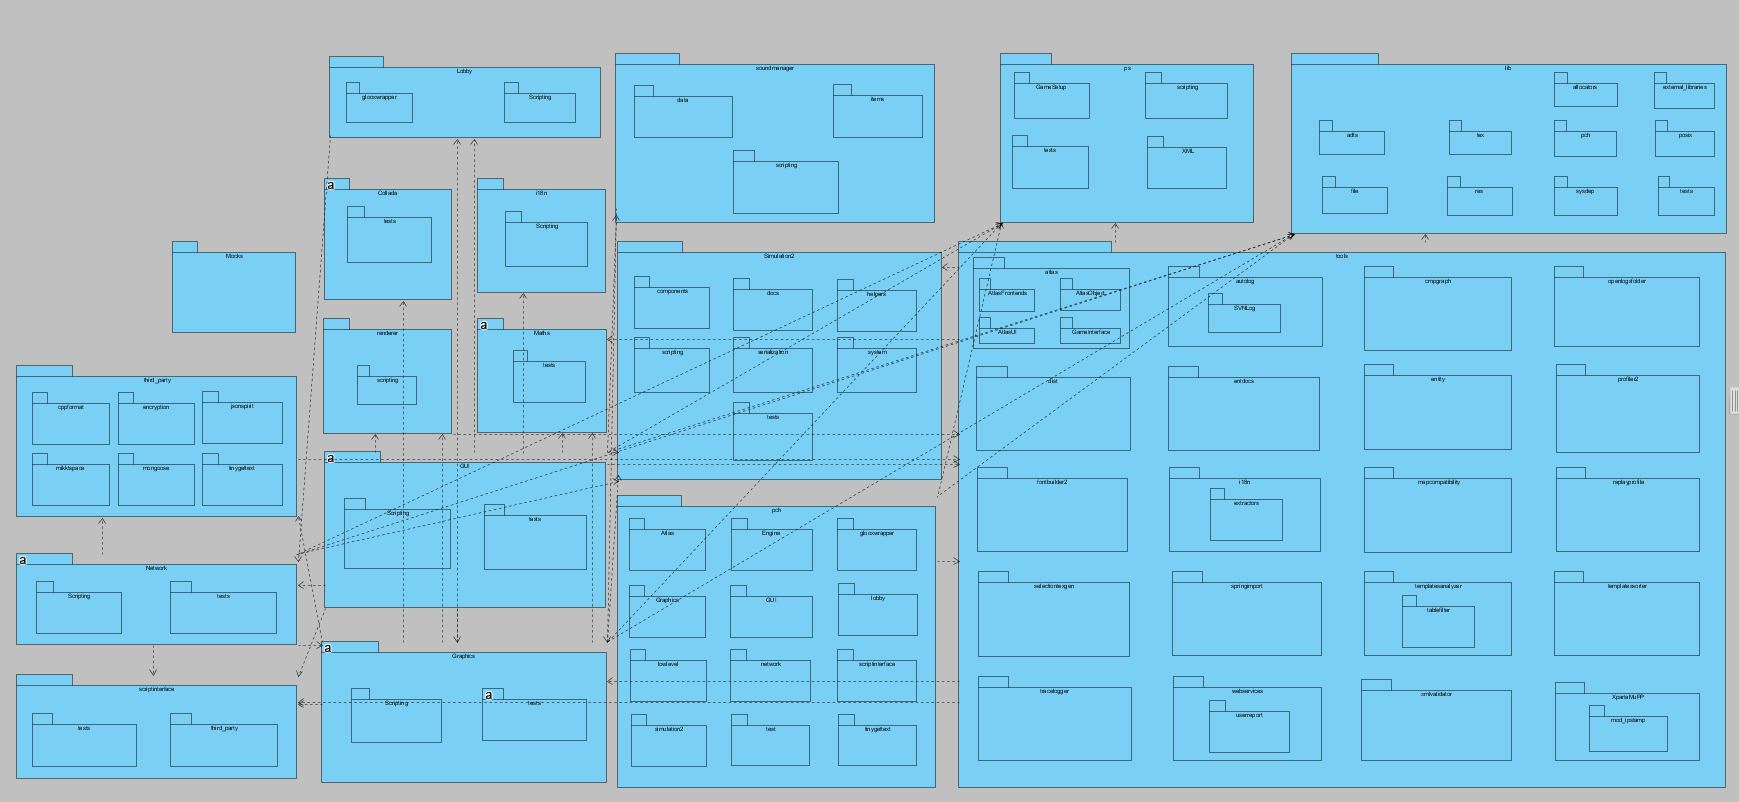 Lobby
glooxwrapper
Scripting
soundmanager
data
items
scripting
ps
GameSetup
scripting
tests
XML
lib
allocators
external_libraries
adts
tex
pch
posix
file
res
sysdep
tests
a
Collada
tests
i18n
Scripting
Mocks
renderer
scripting
a
Maths
tests
Simulation2
components
docs
helpers
scripting
serialization
system
tests
tools
atlas
AtlasFrontends
AtlasObject
AtlasUI
GameInterface
autolog
SVNLog
cmpgraph
openlogsfolder
dist
entdocs
entity
profiler2
fontbuilder2
i18n
extractors
mapcompatibility
replayprofile
selectiontexgen
springimport
templatesanalyzer
tablefilter
templatessorter
tracelogger
webservices
userreport
xmlvalidator
XpartaMuPP
mod_ipstamp
third_party
cppformat
encryption
jsonspirit
mikktspace
mongoose
tinygettext
a
GUI
Scripting
tests
a
Network
Scripting
tests
pch
Atlas
Engine
glooxwrapper
Graphics
GUI
lobby
lowlevel
network
scriptinterface
simulation2
test
tinygettext
scriptinterface
tests
third_party
a
Graphics
Scripting
a
tests